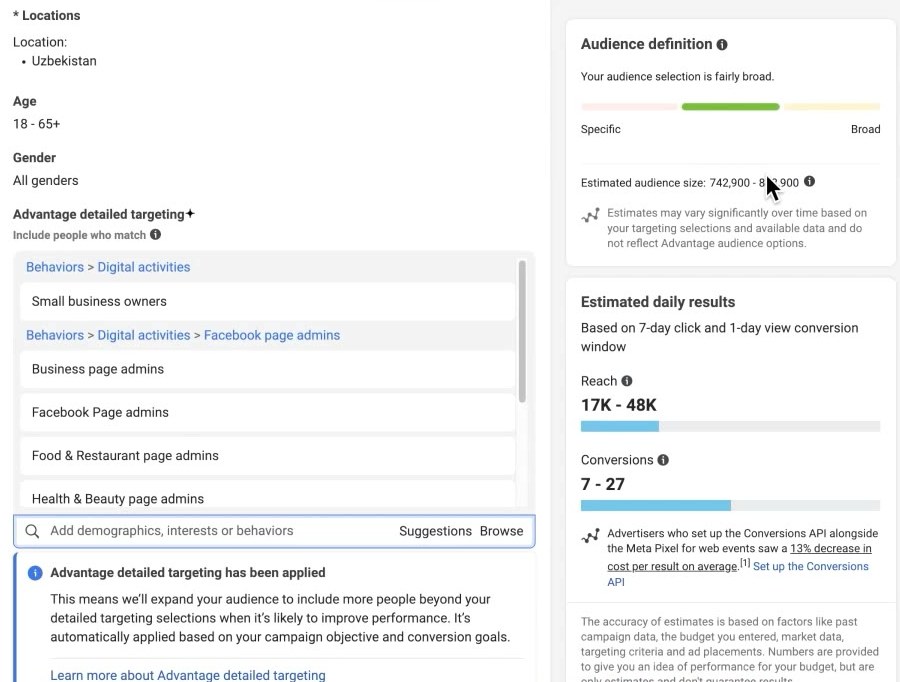 * Locations
Location:
• Uzbekistan
Age
18 - 65+
Gender
All genders
Advantage detailed targeting
Include people who match
Behaviors > Digital activities
Small business owners
Behaviors > Digital activities > Facebook page admins
Business page admins
Facebook Page admins
Food & Restaurant page admins
Health & Beauty page admins
Add demographics, interests or behaviors Suggestions Browse
Advantage detailed targeting has been applied
This means we’ll expand your audience to include more people beyond your
detailed targeting selections when it’s likely to improve performance. It’s
automatically applied based on your campaign objective and conversion goals.
Learn more about Advantage detailed targeting
Audience definition
Your audience selection is fairly broad.
Specific Broad
Estimated audience size: 742,900 -
Estimates may vary significantly over time based on
your targeting selections and available data and do
not reflect Advantage audience options.
Estimated daily results
Based on 7-day click and 1-day view conversion
window
Reach
17K - 48K
Conversions
7 - 27
Advertisers who set up the Conversions API alongside
the Meta Pixel for web events saw a 13% decrease in
cost per result on average.[1] Set up the Conversions
API
The accuracy of estimates is based on factors like past
campaign data, the budget you entered, market data,
targeting criteria and ad placements. Numbers are provided
to give you an idea of performance for your budget, but are
only estimates and don't guarantee results.